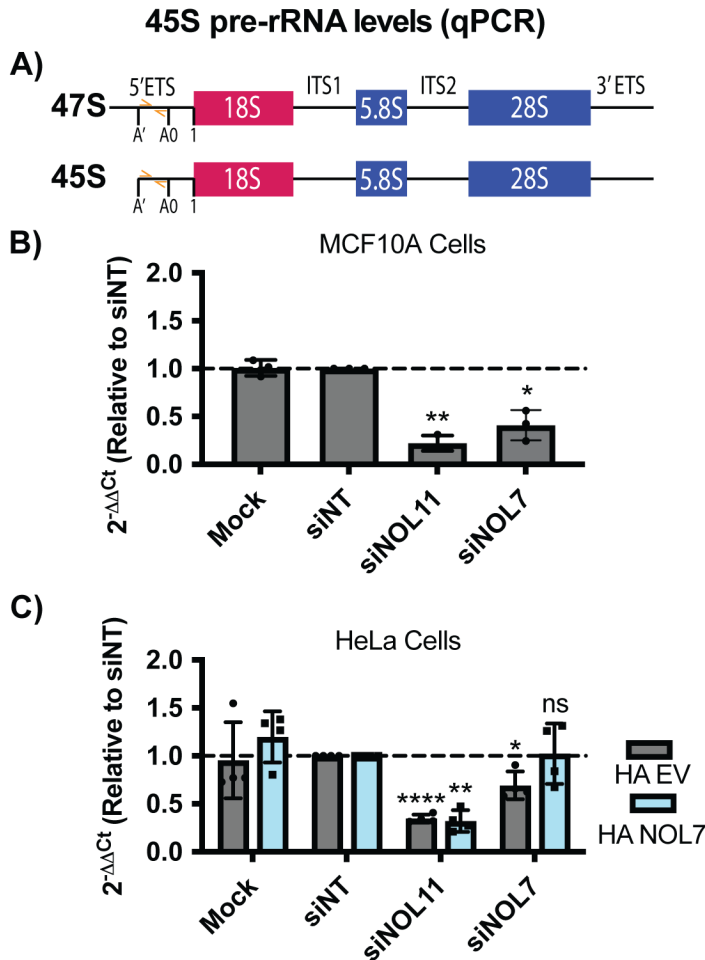 45S pre-rRNA levels (qPCR)
A)
5'ETS ITS1 ITS2 3' ETS
47S 18S 5.8S 28S
A' A0 1
45S 18S 5.8S 28S
A' A0 1
B)
MCF10A Cells
2-ΔΔCt (Relative to siNT)
2.0
1.5
1.0
0.5
0.0
** *
Mock siNT siNOL11 siNOL7
C)
HeLa Cells
2-ΔΔCt (Relative to siNT)
2.0
1.5
1.0
0.5
0.0
**** ** * ns
Mock siNT siNOL11 siNOL7
HA EV
HA NOL7